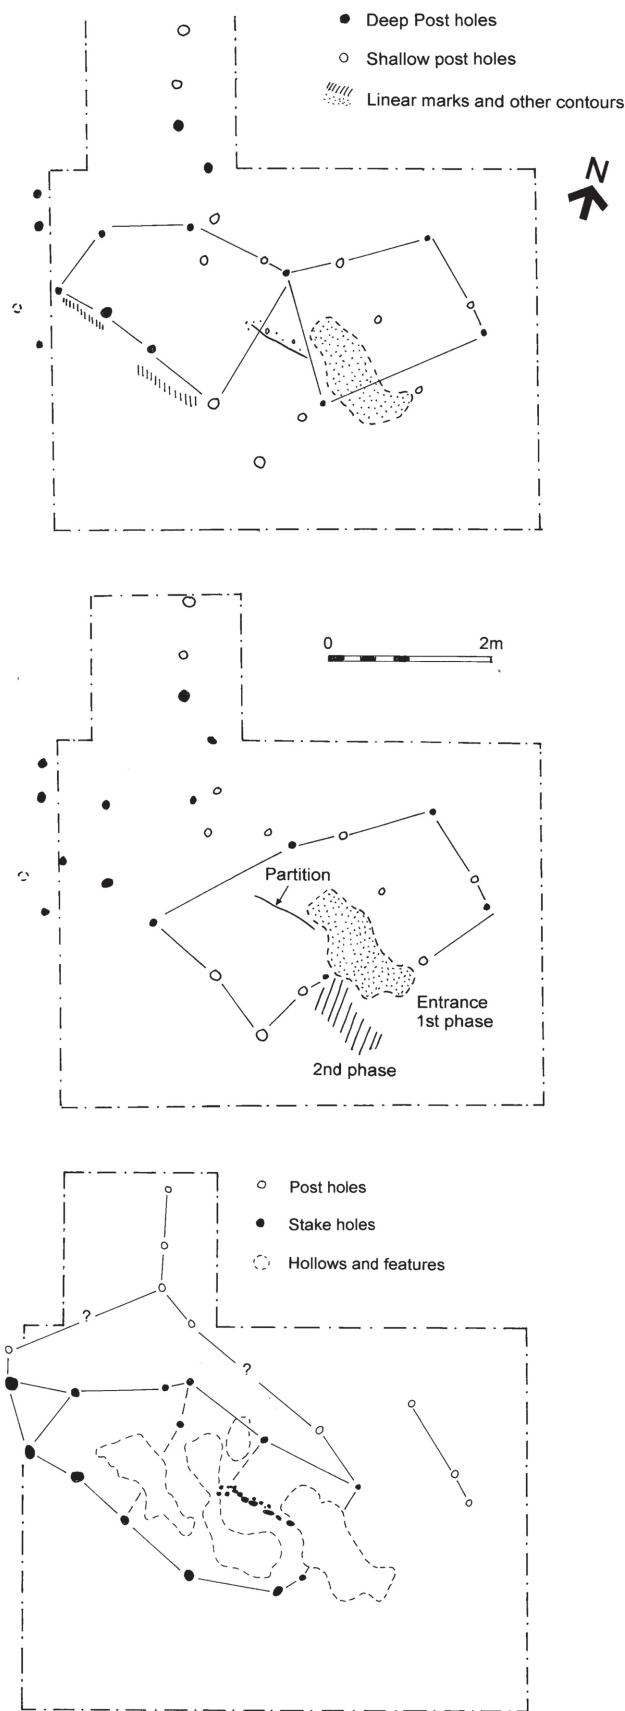 Deep Post holes
Shallow post holes
Linear marks and other contours
N
0 2m
Partition
Entrance
1st phase
2nd phase
Post holes
Stake holes
Hollows and features
?
?